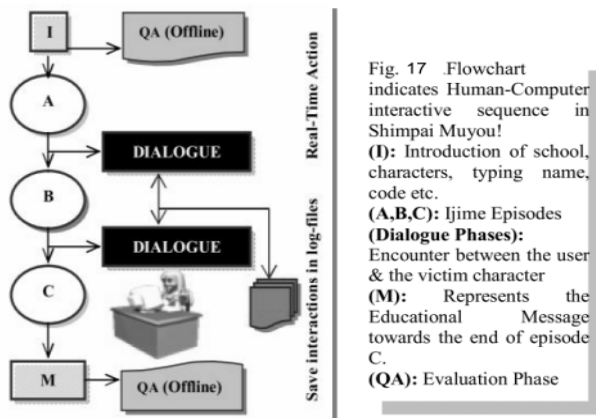 I
QA (Offline)
A
DIALOGUE
B
DIALOGUE
C
M
QA (Offline)
Real-Time Action
Save interactions in log-files
Fig. 17 .Flowchart
indicates Human-Computer
interactive sequence in
Shimpai Muyou!
(I): Introduction of school,
characters, typing name,
code etc.
(A,B,C): Ijime Episodes
(Dialogue Phases):
Encounter between the user
& the victim character
(M): Represents the
Educational Message
towards the end of episode
C.
(QA): Evaluation Phase